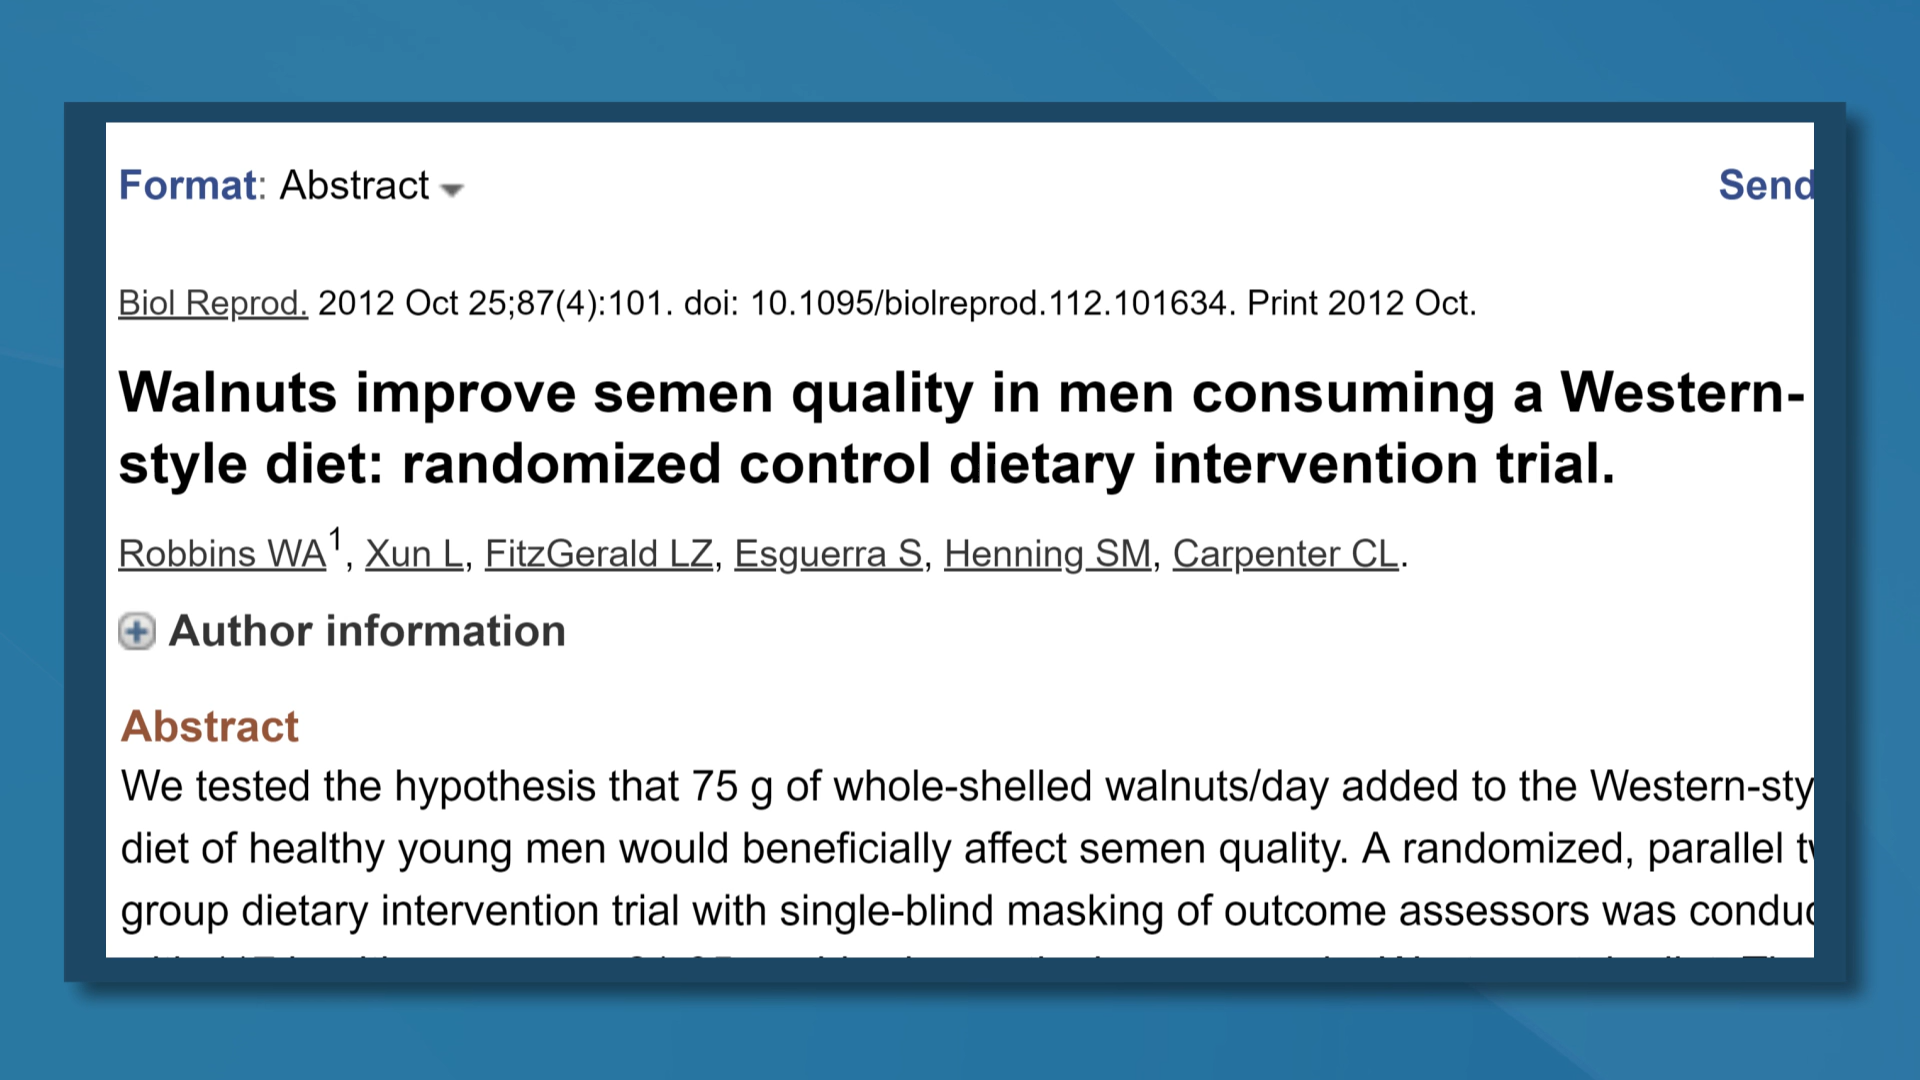 Format: Abstract
Send
Biol Reprod. 2012 Oct 25;87(4):101. doi: 10.1095/biolreprod.112.101634. Print 2012 Oct.
Walnuts improve semen quality in men consuming a Western-
style diet: randomized control dietary intervention trial.
Robbins WA1, Xun L, FitzGerald LZ, Esguerra S, Henning SM, Carpenter CL.
Author information
Abstract
We tested the hypothesis that 75 g of whole-shelled walnuts/day added to the Western-sty
diet of healthy young men would beneficially affect semen quality. A randomized, parallel
group dietary intervention trial with single-blind masking of outcome assessors was conduc